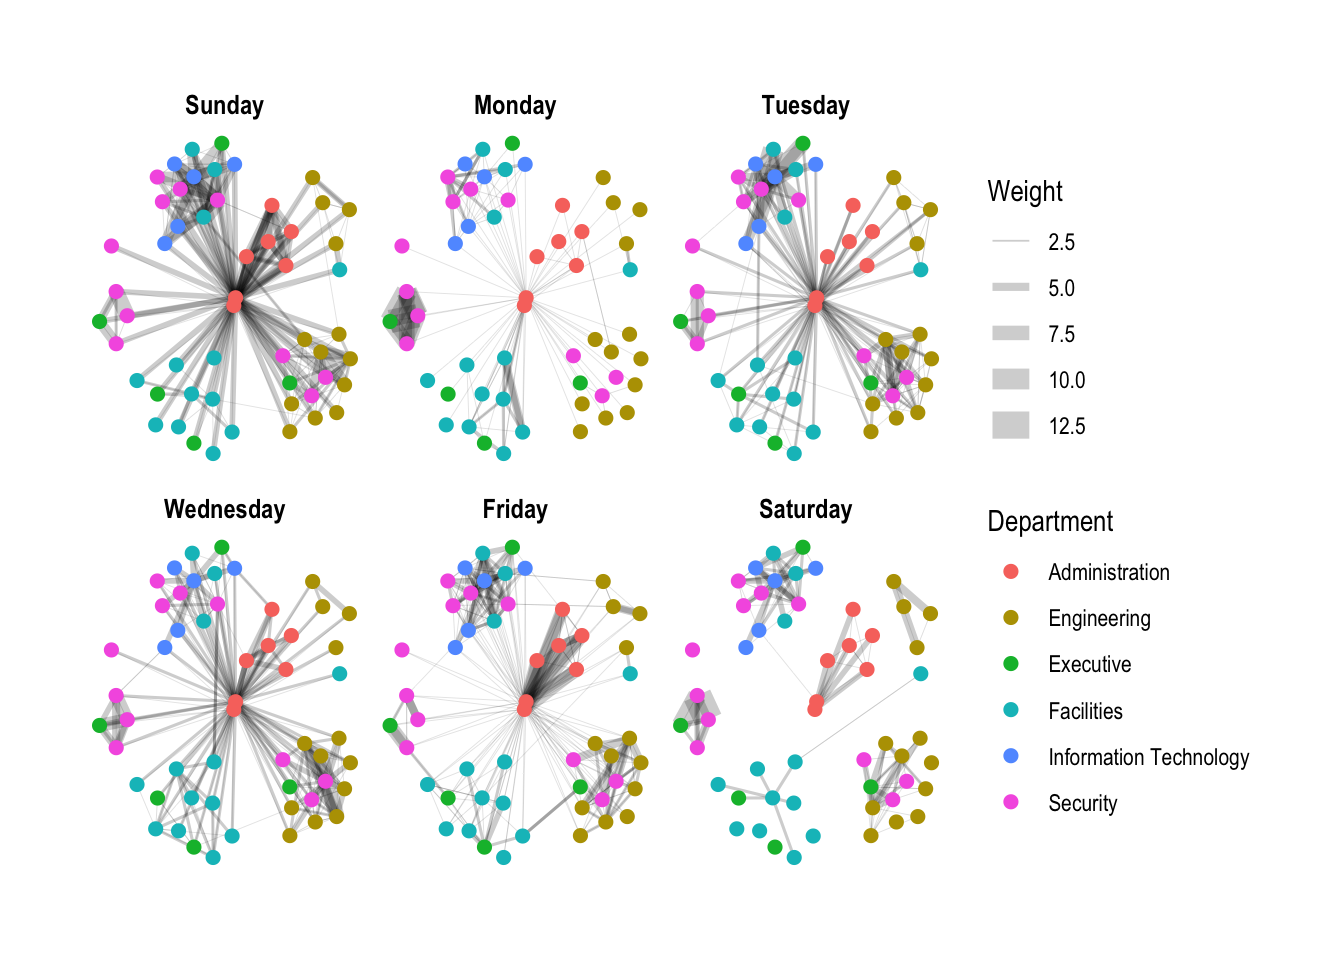 Sunday
Monday
Tuesday
Wednesday
Friday
Saturday
Weight
2.5
5.0
7.5
10.0
12.5
Department
Administration
Engineering
Executive
Facilities
Information Technology
Security